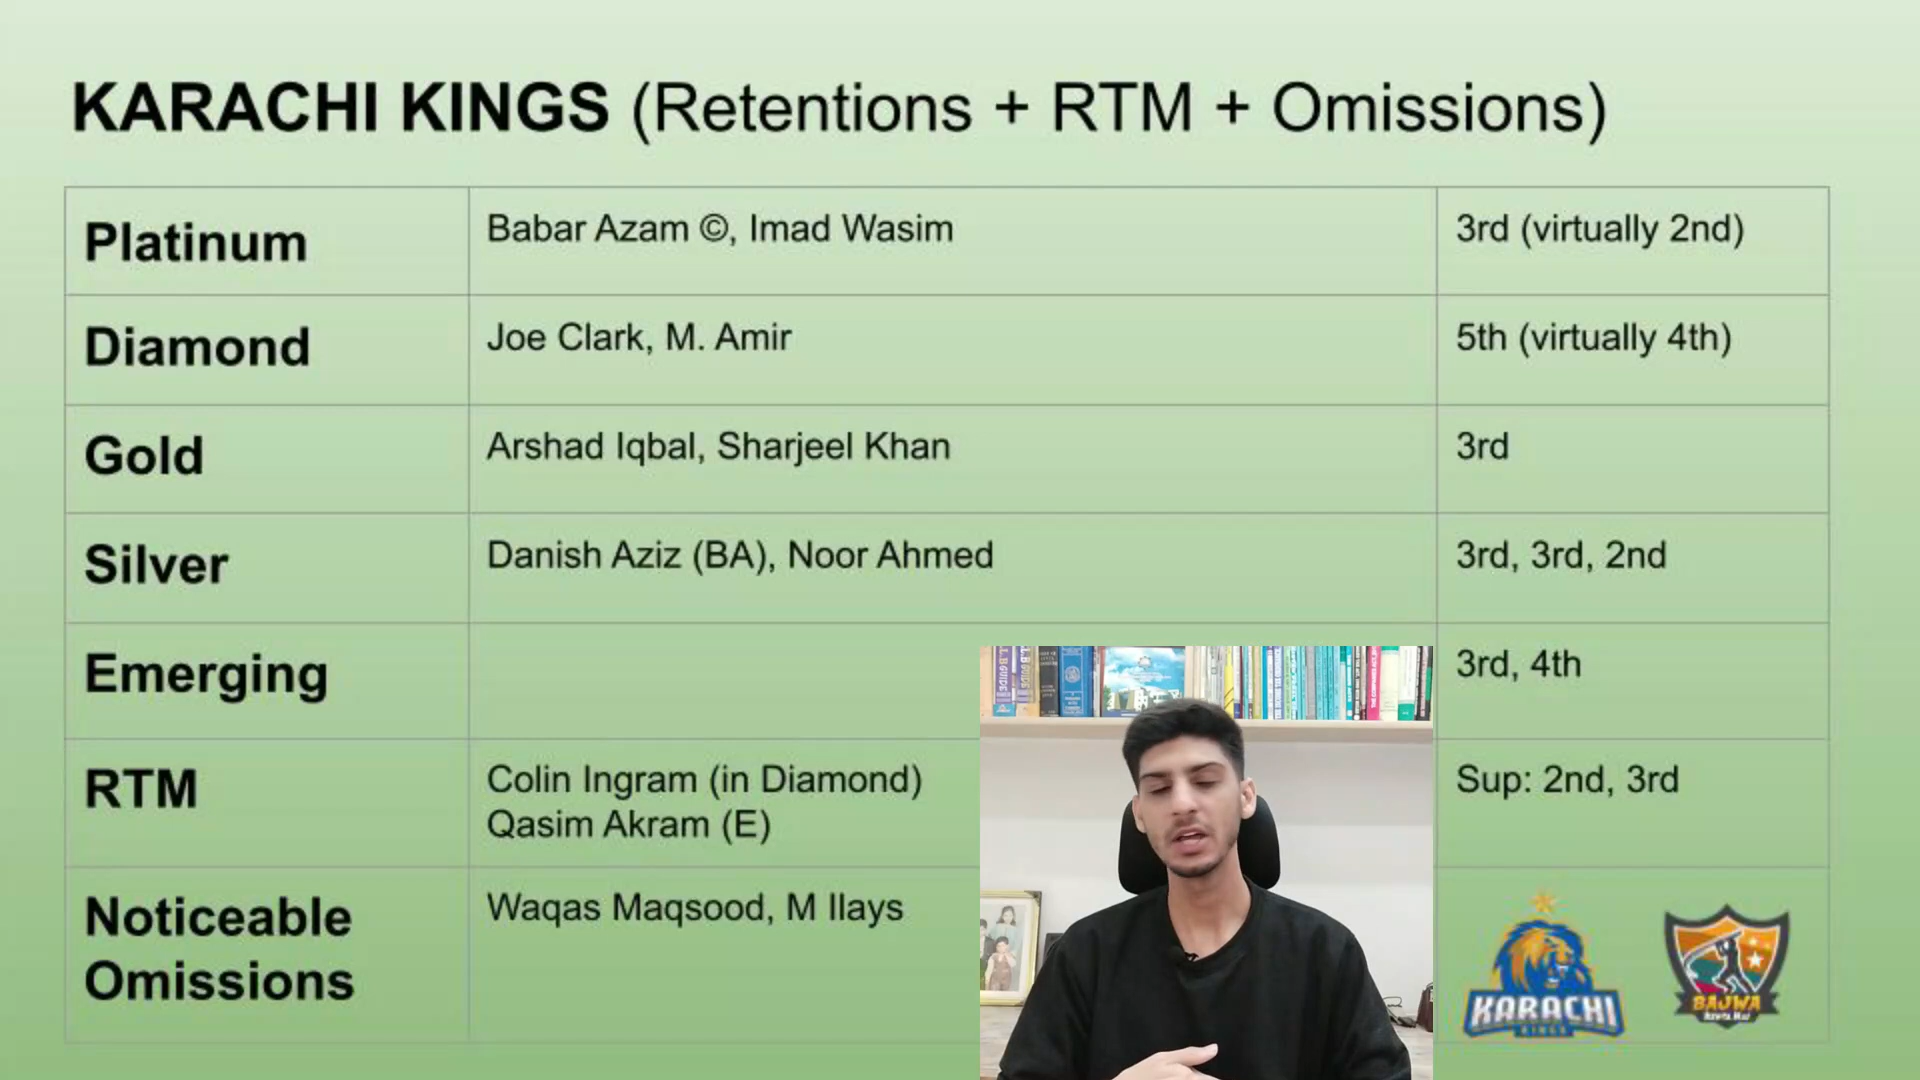 KARACHI KINGS (Retentions + RTM + Omissions)
Platinum
Babar Azam ©, Imad Wasim
3rd (virtually 2nd)
Diamond
Joe Clark, M. Amir
5th (virtually 4th)
Gold
Arshad Iqbal, Sharjeel Khan
3rd
Silver
Danish Aziz (BA), Noor Ahmed
3rd, 3rd, 2nd
Emerging
3rd, 4th
RTM
Colin Ingram (in Diamond)
Qasim Akram (E)
Sup: 2nd, 3rd
Noticeable
Omissions
Waqas Maqsood, M Ilays
KARACHI
KINGS
BAJWA